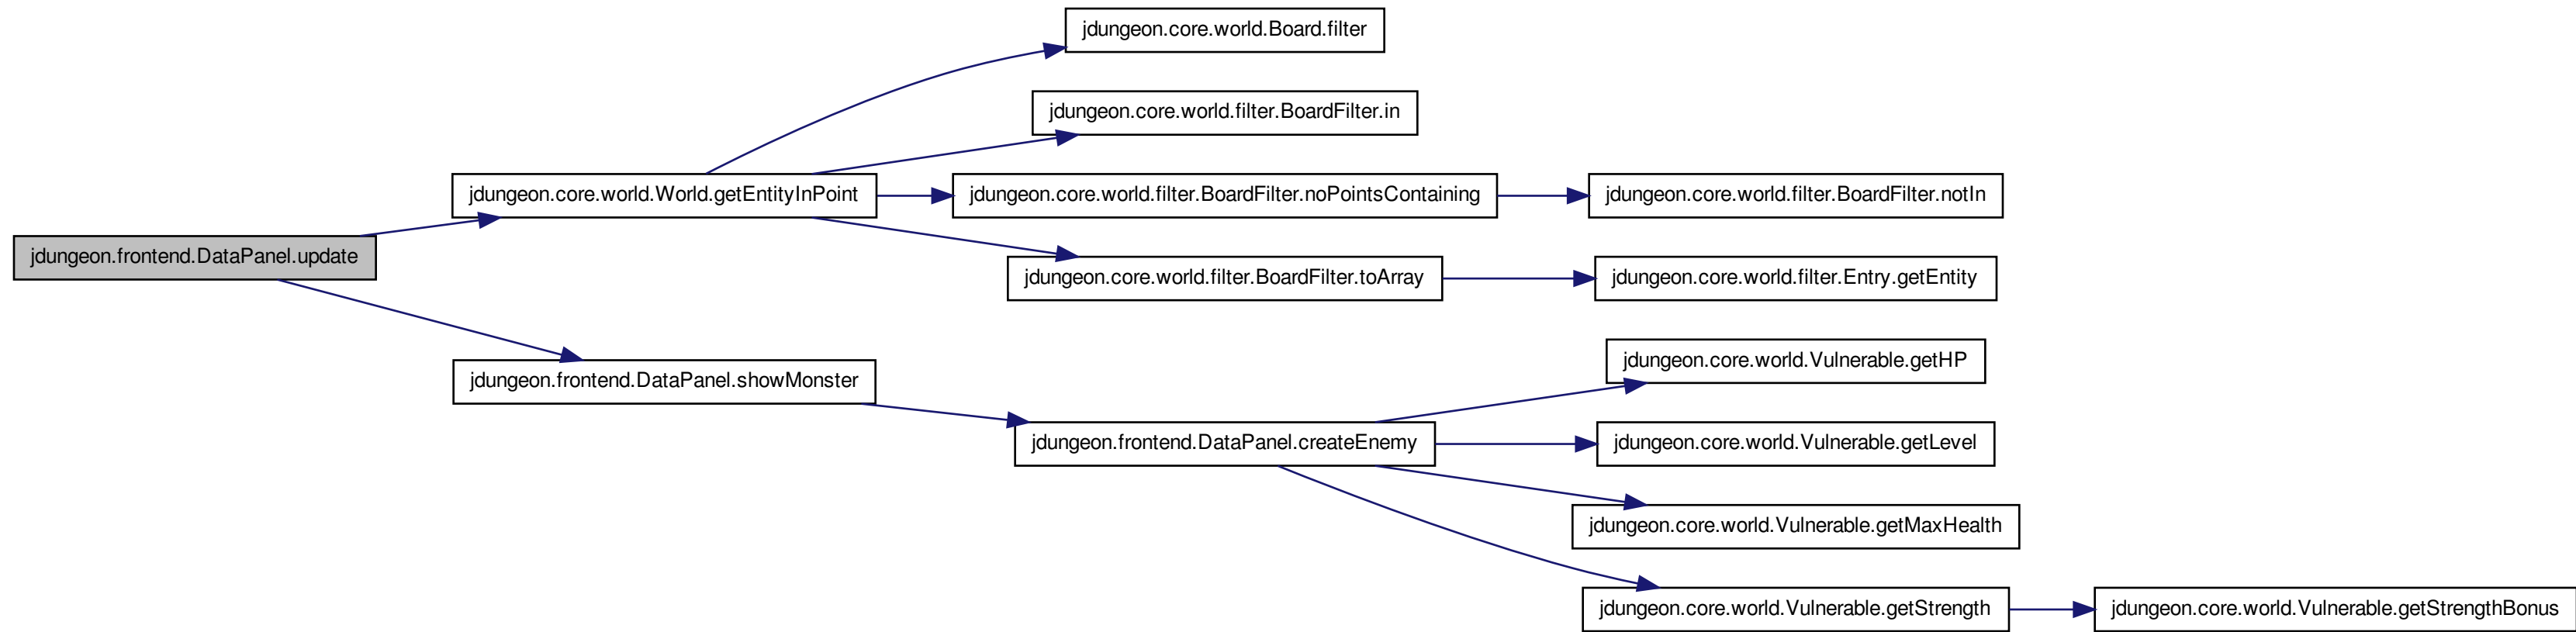 jdungeon.core.world.Board.filter
jdungeon.core.world.filter.BoardFilter.in
jdungeon.core.world.World.getEntityInPoint
jdungeon.core.world.filter.BoardFilter.noPointsContaining
jdungeon.core.world.filter.BoardFilter.notIn
jdungeon.frontend.DataPanel.update
jdungeon.core.world.filter.BoardFilter.toArray
jdungeon.core.world.filter.Entry.getEntity
jdungeon.core.world.Vulnerable.getHP
jdungeon.frontend.DataPanel.showMonster
jdungeon.frontend.DataPanel.createEnemy
jdungeon.core.world.Vulnerable.getLevel
jdungeon.core.world.Vulnerable.getMaxHealth
jdungeon.core.world.Vulnerable.getStrength
jdungeon.core.world.Vulnerable.getStrengthBonus